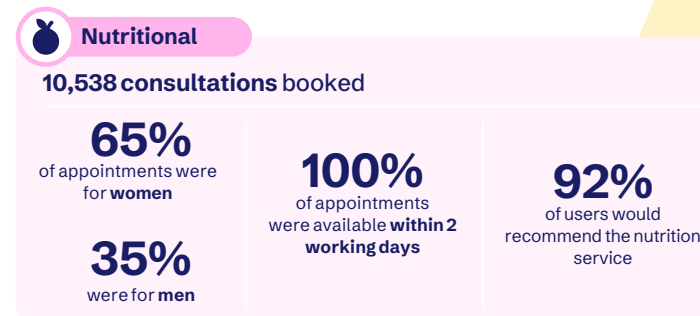 Nutritional
10,538 consultations booked
65%
of appointments were
for women
35%
were for men
100%
of appointments
were available within 2
working days
92%
of users would
recommend the nutrition
service